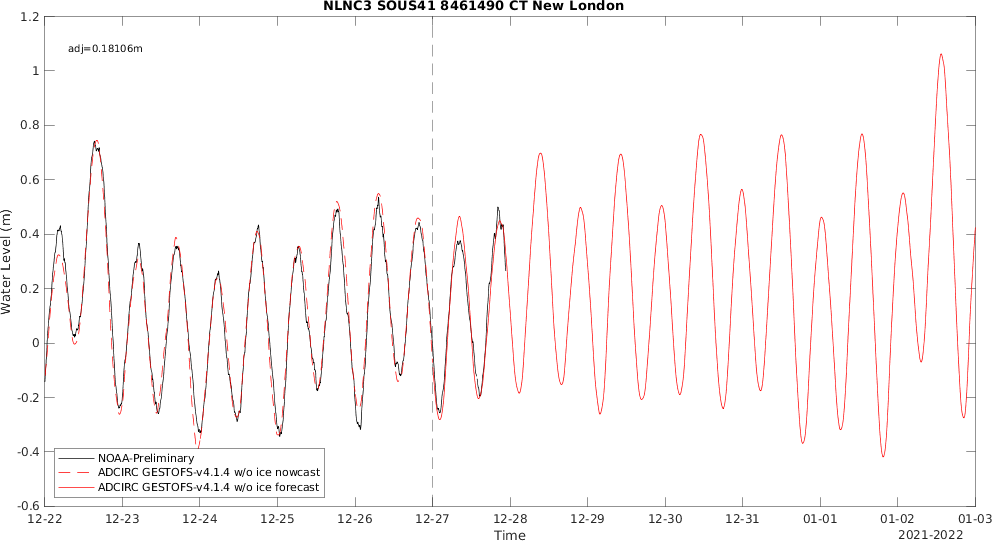 NLNC3 SOUS41 8461490 CT New London
adj=0.18106m
Water Level (m)
1.2
1
0.8
0.6
0.4
0.2
0
-0.2
-0.4
-0.6
NOAA-Preliminary
ADCIRC GESTOFS-v4.1.4 w/o ice nowcast
ADCIRC GESTOFS-v4.1.4 w/o ice forecast
12-22 12-23 12-24 12-25 12-26 12-27 12-28 12-29 12-30 12-31 01-01 01-02 01-03
Time
2021-2022